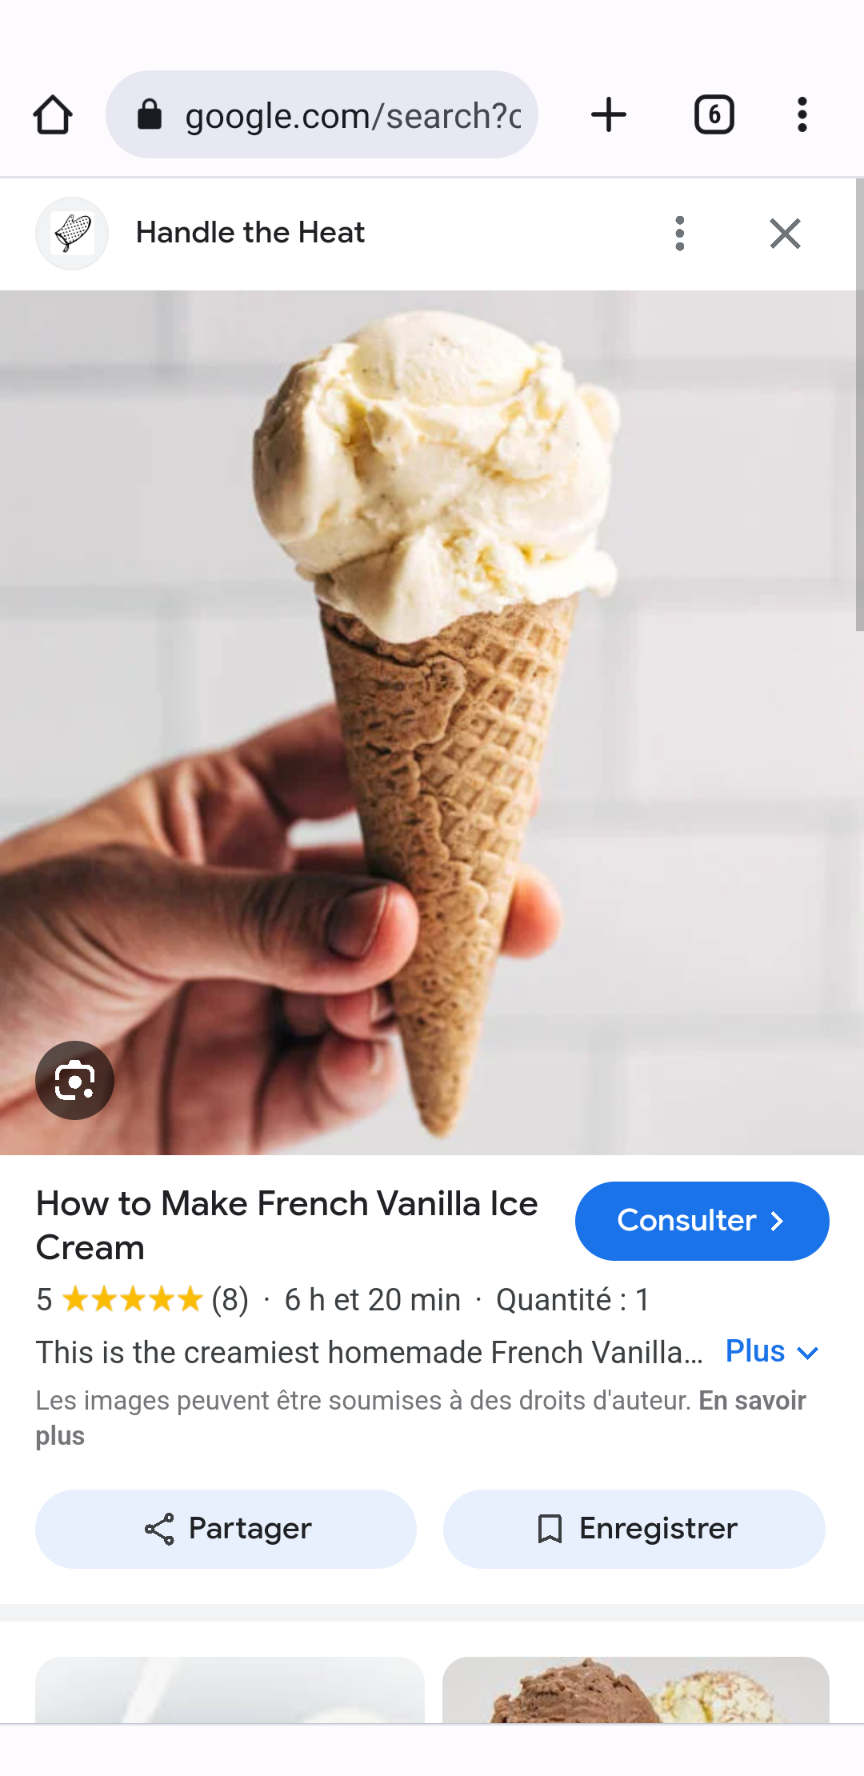 google.com/search?
6
Handle the Heat
How to Make French Vanilla Ice
Cream
Consulter
5 ★★★★★ (8) · 6 h et 20 min · Quantité : 1
This is the creamiest homemade French Vanilla... Plus
Les images peuvent être soumises à des droits d'auteur. En savoir
plus
Partager
Enregistrer